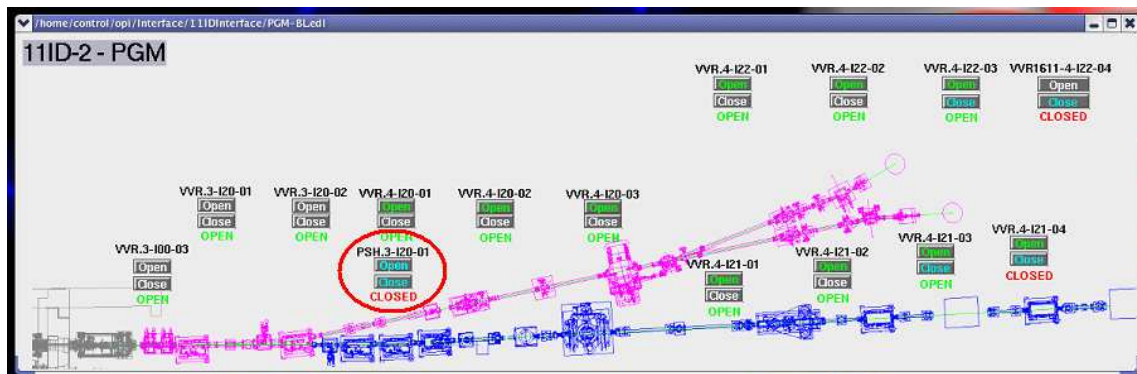 /home/control/opi/Interface/11IDInterface/PGM-BL.edl
11ID-2 - PGM
VVR.4-I22-01
Open
Close
OPEN
VVR.4-I22-02
Open
Close
OPEN
VVR.4-I22-03
Open
Close
OPEN
VVR1611-4-I22-04
Open
Close
CLOSED
VVR.3-I20-01
Open
Close
OPEN
VVR.3-I20-02
Open
Close
OPEN
VVR.4-I20-01
Open
Close
OPEN
VVR.4-I20-02
Open
Close
OPEN
VVR.4-I20-03
Open
Close
OPEN
VVR.3-I00-03
Open
Close
OPEN
PSH.3-I20-01
Open
Close
CLOSED
VVR.4-I21-01
Open
Close
OPEN
VVR.4-I21-02
Open
Close
OPEN
VVR.4-I21-03
Open
Close
OPEN
VVR.4-I21-04
Open
Close
CLOSED